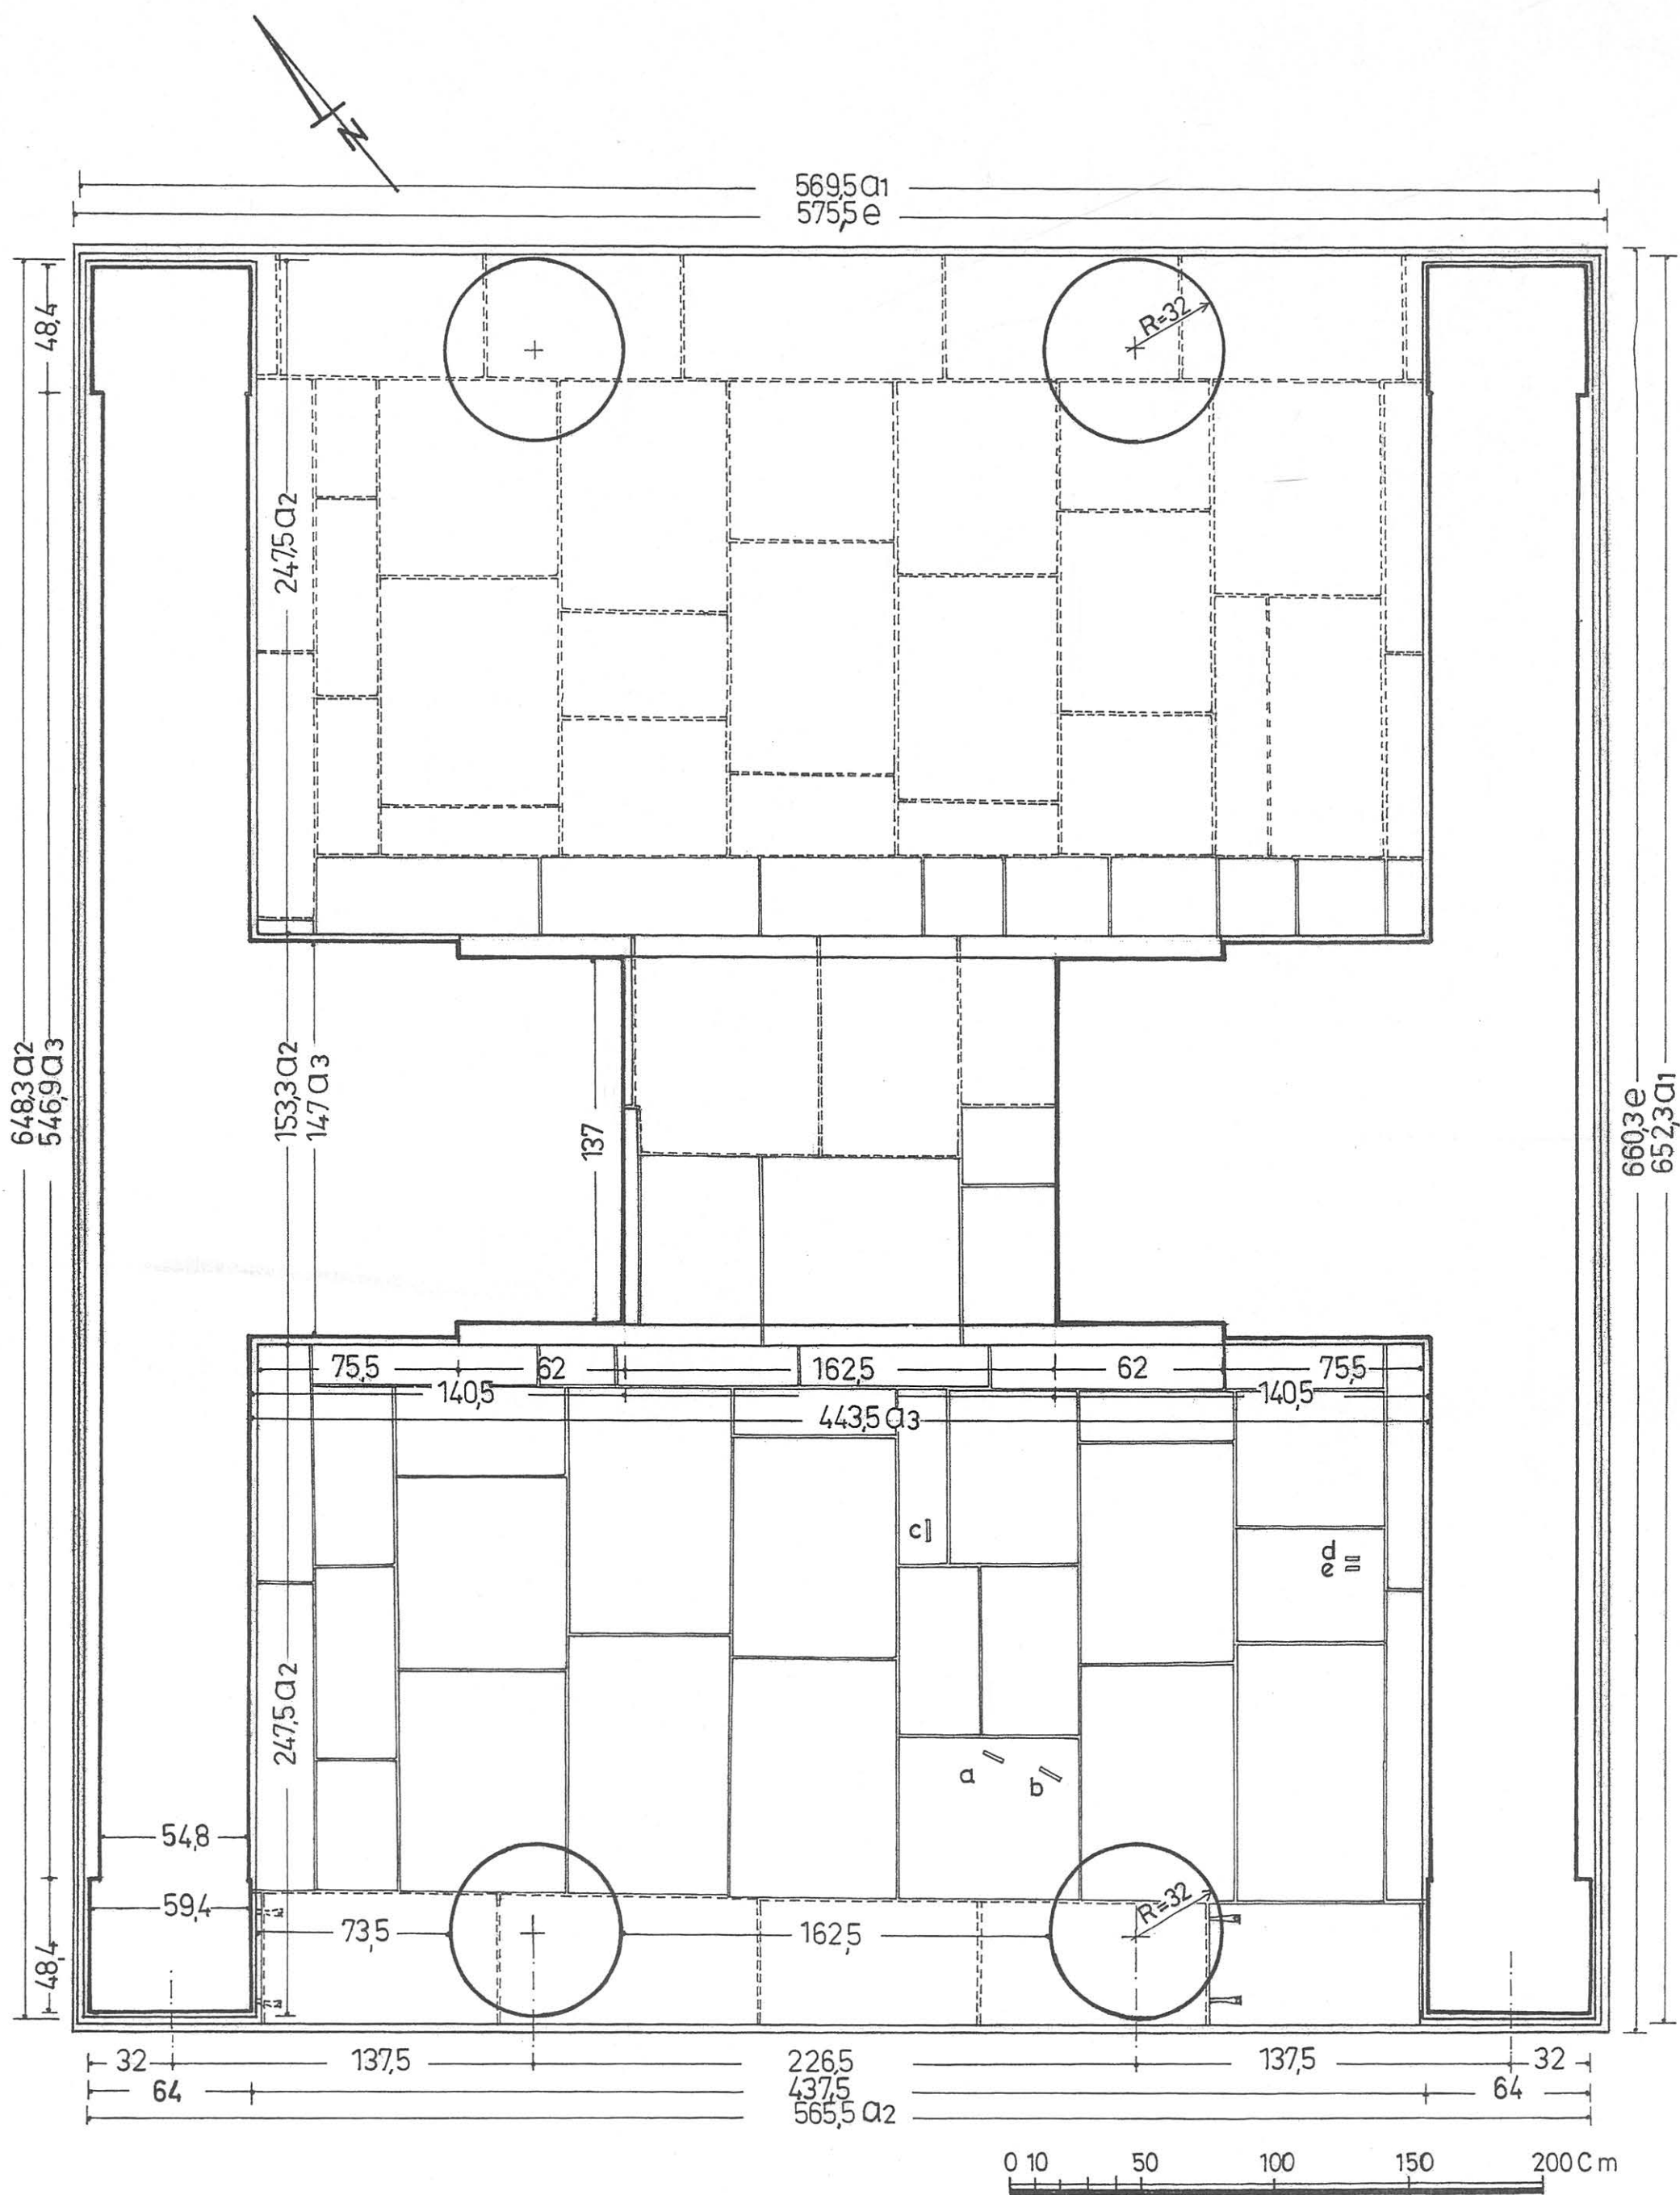 N
569,5 a1
575,5 e
48,4
R=32
247,5 a2
648,3 a2
546,9 a3
153,3 a2
147 a3
137
660,3 e
652,3 a1
75,5 62 162,5 62 75,5
140,5 140,5
443,5 a3
c
d
e
247,5 a2
a
b
54,8
59,4
R=32
73,5 162,5
48,4
32 137,5 226,5 137,5 32
64 437,5 64
565,5 a2
0 10 50 100 150 200 Cm